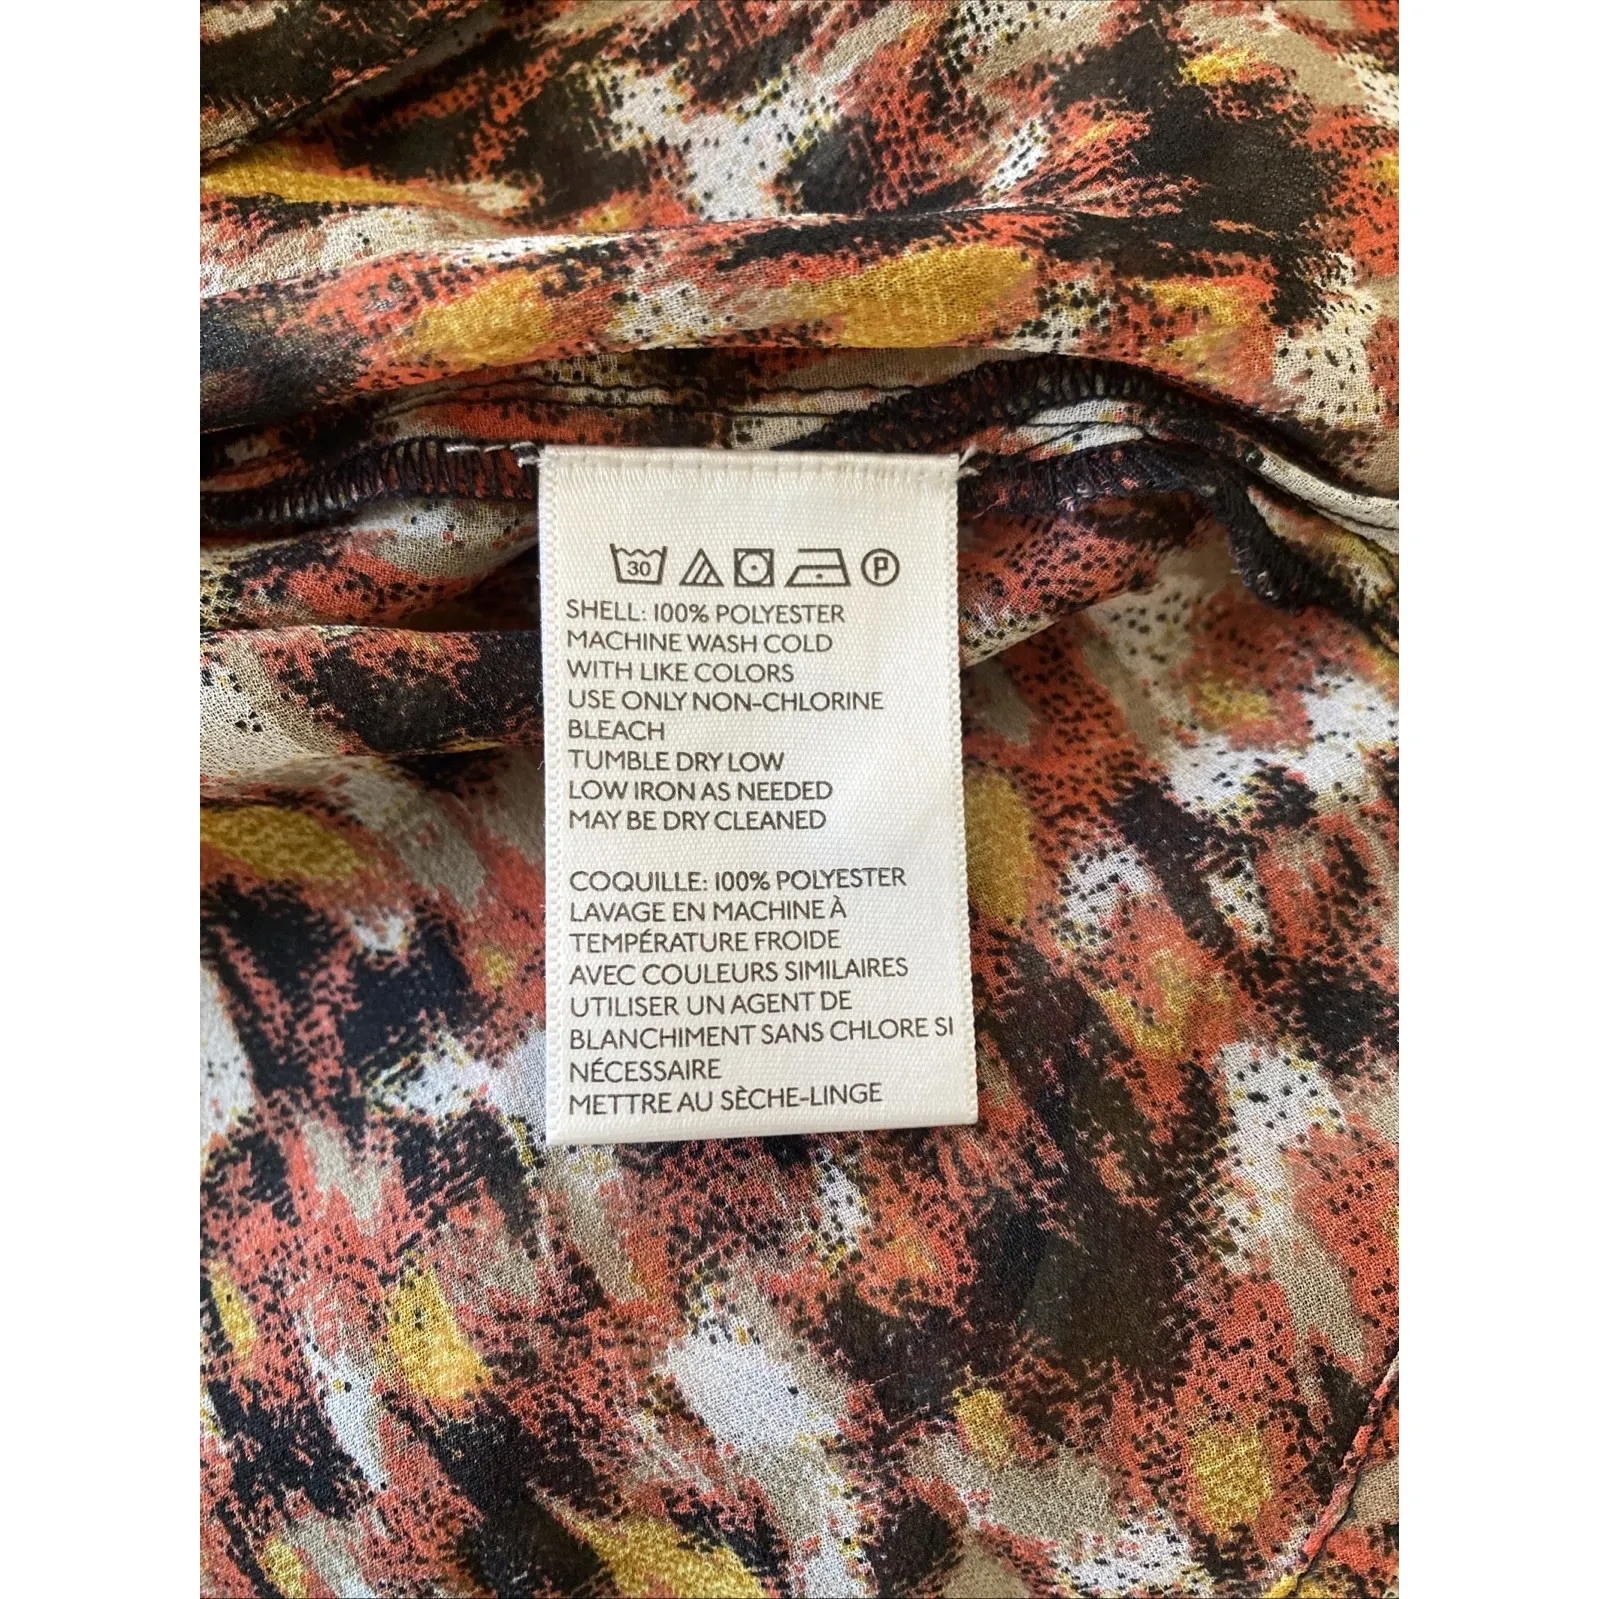 30 P
SHELL: 100% POLYESTER
MACHINE WASH COLD
WITH LIKE COLORS
USE ONLY NON-CHLORINE
BLEACH
TUMBLE DRY LOW
LOW IRON AS NEEDED
MAY BE DRY CLEANED
COQUILLE: 100% POLYESTER
LAVAGE EN MACHINE À
TEMPÉRATURE FROIDE
AVEC COULEURS SIMILAIRES
UTILISER UN AGENT DE
BLANCHIMENT SANS CHLORE SI
NÉCESSAIRE
METTRE AU SÈCHE-LINGE